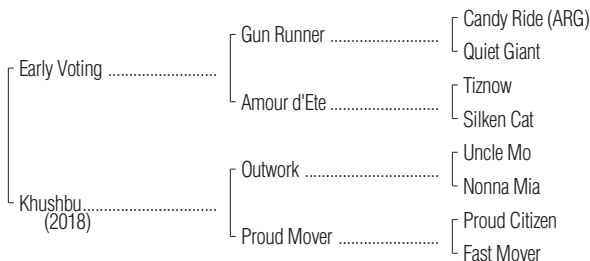 Candy Ride (ARG)
Gun Runner ..............................
Quiet Giant
Early Voting ..............................
Tiznow
Amour d'Ete ..............................
Silken Cat
Uncle Mo
Outwork ..............................
Nonna Mia
Khushbu..............................
(2018)
Proud Citizen
Proud Mover ..............................
Fast Mover